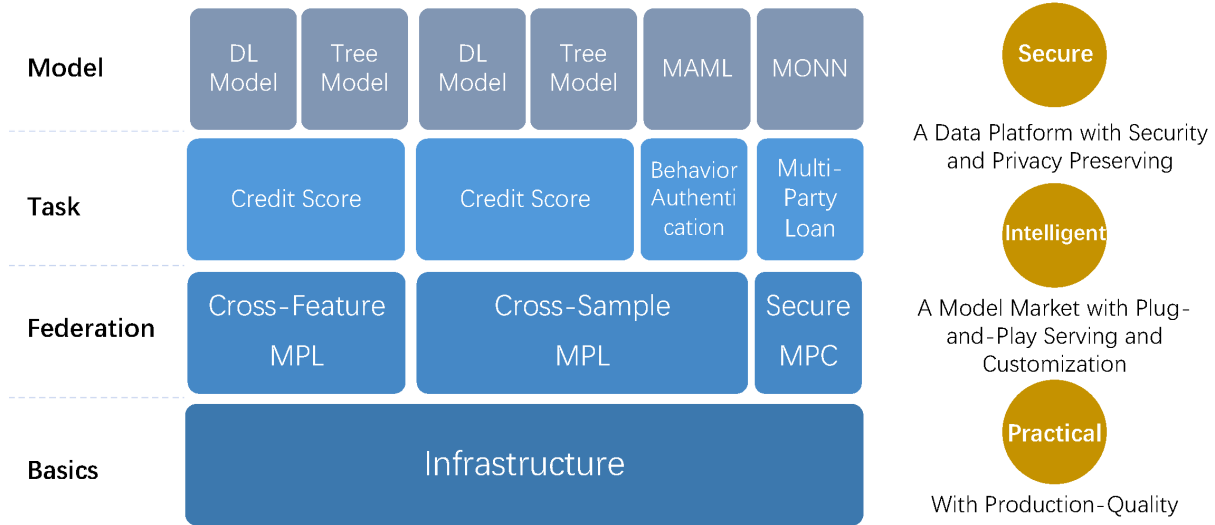 Model
DL
Model
Tree
Model
DL
Model
Tree
Model
MAML
MONN
Task
Credit Score
Credit Score
Behavior
Authenti
cation
Multi-
Party
Loan
Federation
Cross-Feature
MPL
Cross-Sample
MPL
Secure
MPC
Basics
Infrastructure
Secure
A Data Platform with Security
and Privacy Preserving
Intelligent
A Model Market with Plug-
and-Play Serving and
Customization
Practical
With Production-Quality